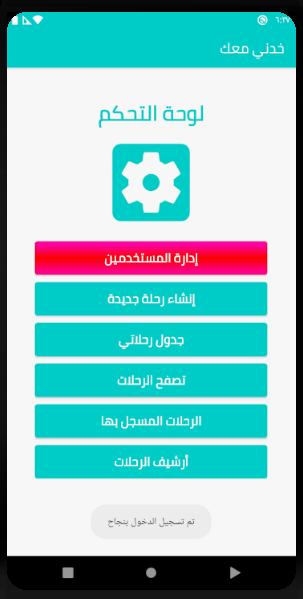 ٦:٢٧
خدني معك
لوحة التحكم
إدارة المستخدمين
إنشاء رحلة جديدة
جدول رحلاتي
تصفح الرحلات
الرحلات المسجل بها
أرشيف الرحلات
تم تسجيل الدخول بنجاح